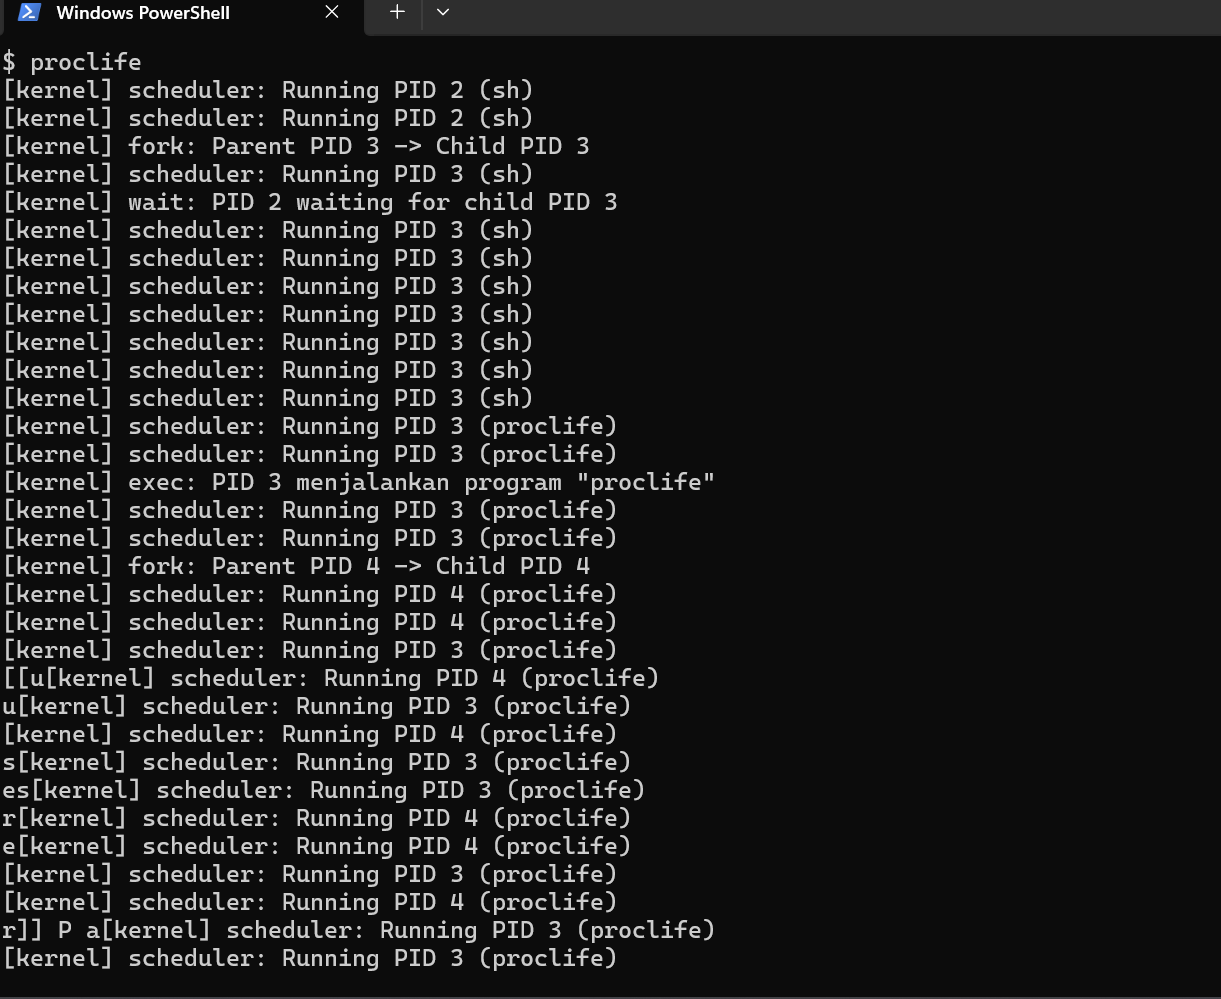 Windows PowerShell
$ proclife
[kernel] scheduler: Running PID 2 (sh)
[kernel] scheduler: Running PID 2 (sh)
[kernel] fork: Parent PID 3 -> Child PID 3
[kernel] scheduler: Running PID 3 (sh)
[kernel] wait: PID 2 waiting for child PID 3
[kernel] scheduler: Running PID 3 (sh)
[kernel] scheduler: Running PID 3 (sh)
[kernel] scheduler: Running PID 3 (sh)
[kernel] scheduler: Running PID 3 (sh)
[kernel] scheduler: Running PID 3 (sh)
[kernel] scheduler: Running PID 3 (sh)
[kernel] scheduler: Running PID 3 (sh)
[kernel] scheduler: Running PID 3 (proclife)
[kernel] scheduler: Running PID 3 (proclife)
[kernel] exec: PID 3 menjalankan program "proclife"
[kernel] scheduler: Running PID 3 (proclife)
[kernel] scheduler: Running PID 3 (proclife)
[kernel] fork: Parent PID 4 -> Child PID 4
[kernel] scheduler: Running PID 4 (proclife)
[kernel] scheduler: Running PID 4 (proclife)
[kernel] scheduler: Running PID 3 (proclife)
[[u[kernel] scheduler: Running PID 4 (proclife)
u[kernel] scheduler: Running PID 3 (proclife)
[kernel] scheduler: Running PID 4 (proclife)
s[kernel] scheduler: Running PID 3 (proclife)
es[kernel] scheduler: Running PID 3 (proclife)
r[kernel] scheduler: Running PID 4 (proclife)
e[kernel] scheduler: Running PID 4 (proclife)
[kernel] scheduler: Running PID 3 (proclife)
[kernel] scheduler: Running PID 4 (proclife)
r]] P a[kernel] scheduler: Running PID 3 (proclife)
[kernel] scheduler: Running PID 3 (proclife)